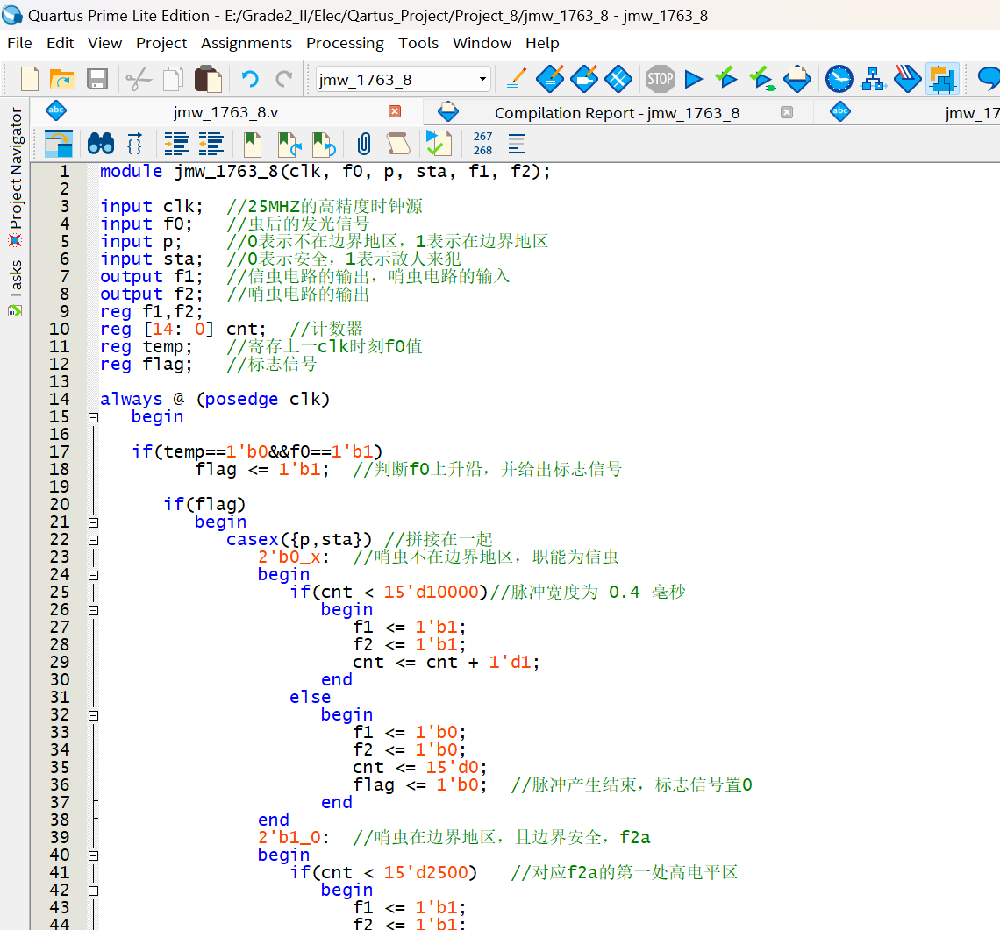 Quartus Prime Lite Edition - E:/Grade2_II/Elec/Qartus_Project/Project_8/jmw_1763_8 - jmw_1763_8
File Edit View Project Assignments Processing Tools Window Help
jmw_1763_8
STOP
abc jmw_1763_8.v Compilation Report - jmw_1763_8 abc jmw_17
267
268
Project Navigator
Tasks
1 module jmw_1763_8(clk, f0, p, sta, f1, f2);
2
3 input clk; //25MHZ的高精度时钟源
4 input f0; //虫后的发光信号
5 input p; //0表示不在边界地区，1表示在边界地区
6 input sta; //0表示安全，1表示敌人来犯
7 output f1; //信虫电路的输出，哨虫电路的输入
8 output f2; //哨虫电路的输出
9 reg f1,f2;
10 reg [14: 0] cnt; //计数器
11 reg temp; //寄存上一clk时刻f0值
12 reg flag; //标志信号
13
14 always @ (posedge clk)
15 begin
16
17 if(temp==1'b0&&f0==1'b1)
18 flag <= 1'b1; //判断f0上升沿，并给出标志信号
19
20 if(flag)
21 begin
22 casex({p,sta}) //拼接在一起
23 2'b0_x: //哨虫不在边界地区，职能为信虫
24 begin
25 if(cnt < 15'd10000)//脉冲宽度为 0.4 毫秒
26 begin
27 f1 <= 1'b1;
28 f2 <= 1'b1;
29 cnt <= cnt + 1'd1;
30 end
31 else
32 begin
33 f1 <= 1'b0;
34 f2 <= 1'b0;
35 cnt <= 15'd0;
36 flag <= 1'b0; //脉冲产生结束，标志信号置0
37 end
38 end
39 2'b1_0: //哨虫在边界地区，且边界安全，f2a
40 begin
41 if(cnt < 15'd2500) //对应f2a的第一处高电平区
42 begin
43 f1 <= 1'b1;
44 f2 <= 1'b1;